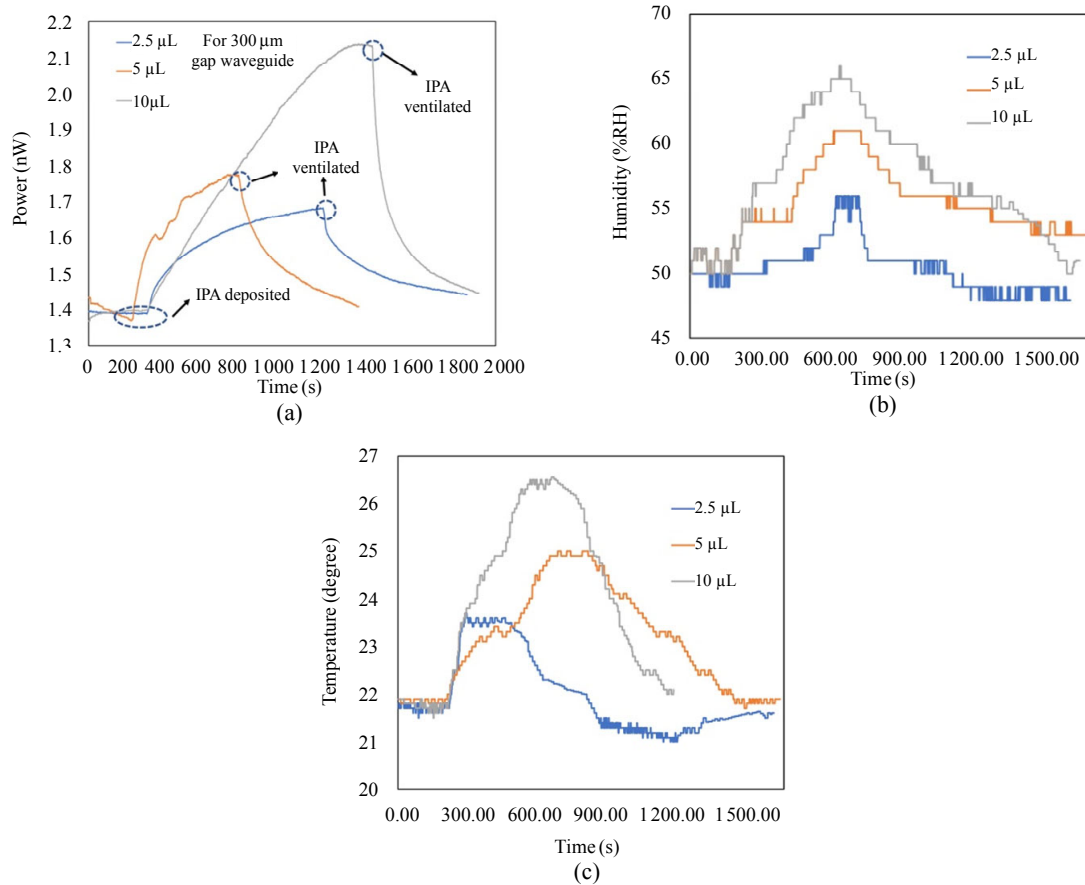 2.2
2.1
2.0
1.9
1.8
1.7
1.6
1.5
1.4
1.3
Power (nW)
2.5 µL
5 µL
10µL
For 300 µm
gap waveguide
IPA
ventilated
IPA
ventilated
IPA deposited
0 200 400 600 800 1000 1200 1 400 1 600 1 800 2 000
Time (s)
(a)
70
65
60
55
50
45
Humidity (%RH)
2.5 µL
5 µL
10 µL
0.00 300.00 600.00 900.00 1 200.00 1 500.00
Time (s)
(b)
27
26
25
24
23
22
21
20
Temperature (degree)
2.5 µL
5 µL
10 µL
0.00 300.00 600.00 900.00 1 200.00 1 500.00
Time (s)
(c)